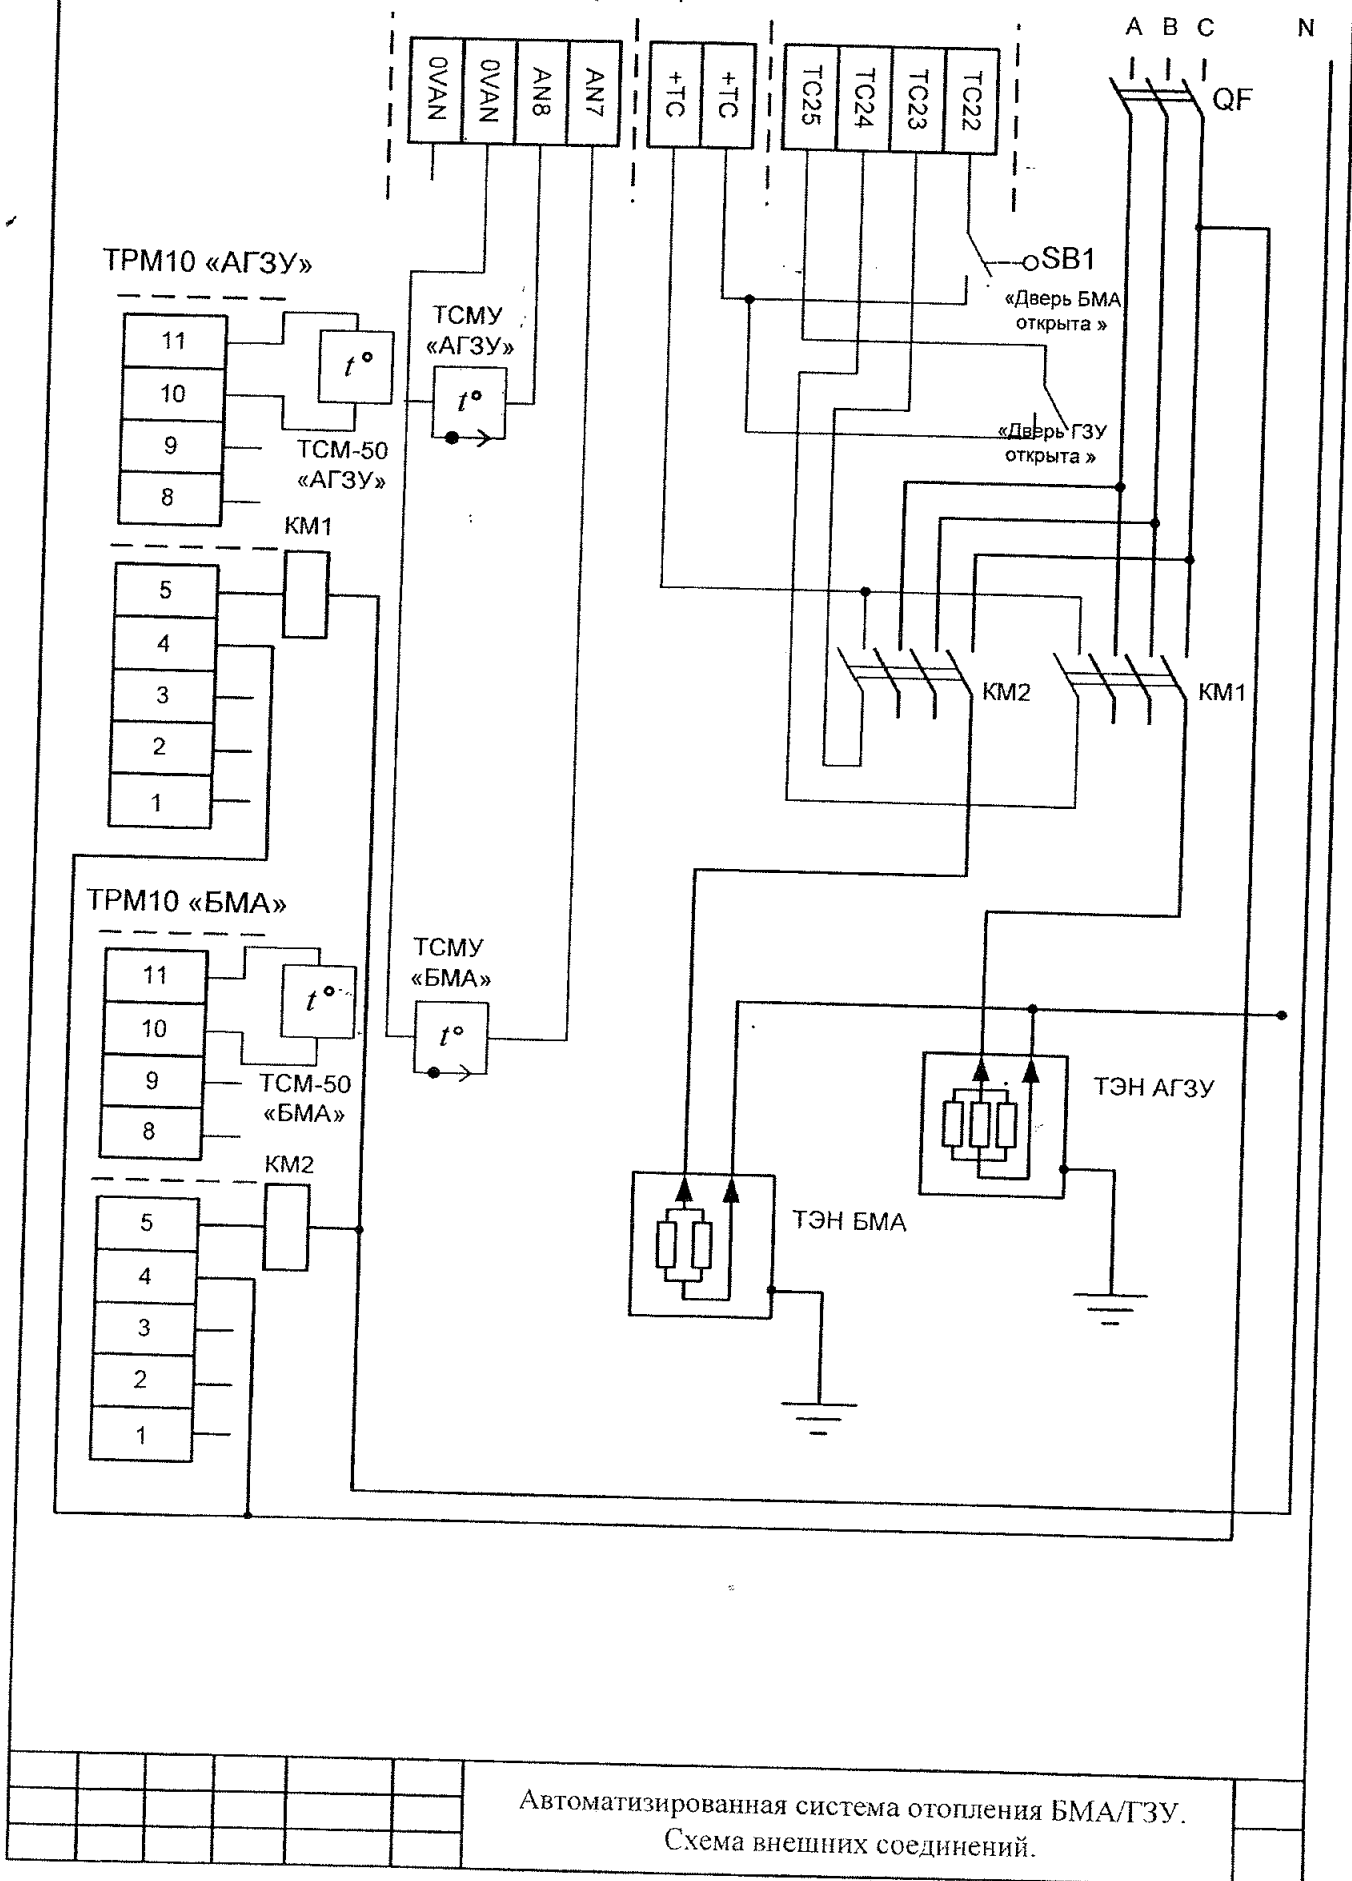 A B C N
0VAN 0VAN AN8 AN7 +TC +TC TC25 TC24 TC23 TC22
QF
ТРМ10 «АГЗУ»
SB1
«Дверь БМА
открыта »
11
10
9
8
t°
ТСМ-50
«АГЗУ»
ТСМУ
«АГЗУ»
t°
«Дверь ГЗУ
открыта »
КМ1
5
4
3
2
1
КМ2
КМ1
ТРМ10 «БМА»
11
10
9
8
t°
ТСМ-50
«БМА»
ТСМУ
«БМА»
t°
ТЭН АГЗУ
КМ2
5
4
3
2
1
ТЭН БМА
Автоматизированная система отопления БМА/ГЗУ.
Схема внешних соединений.